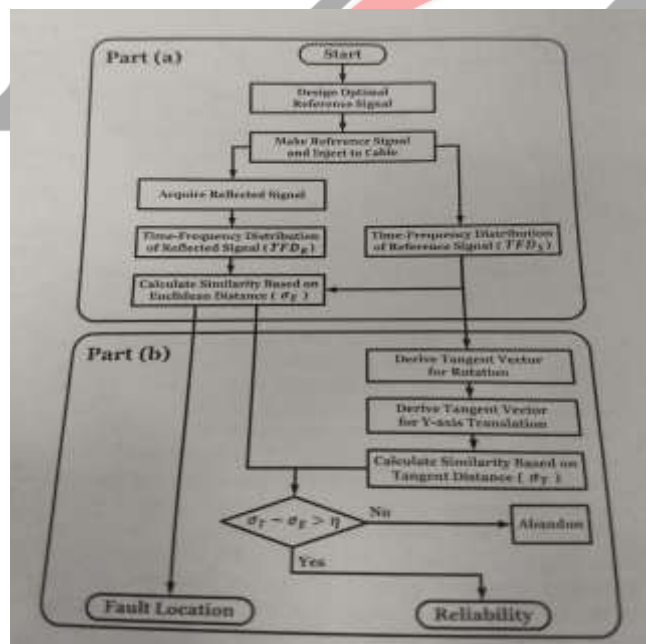 Part (a)
Start
Design Optimal
Reference Signal
Make Reference Signal
and Inject to Cable
Acquire Reflected Signal
Time-Frequency Distribution
of Reflected Signal (TFD_R)
Time-Frequency Distribution
of Reference Signal (TFD_S)
Calculate Similarity Based on
Euclidean Distance (σ_E)
Part (b)
Derive Tangent Vector
for Rotation
Derive Tangent Vector
for Y-axis Translation
Calculate Similarity Based on
Tangent Distance (σ_T)
σ_T − σ_E > η
No
Abandon
Yes
Fault Location
Reliability